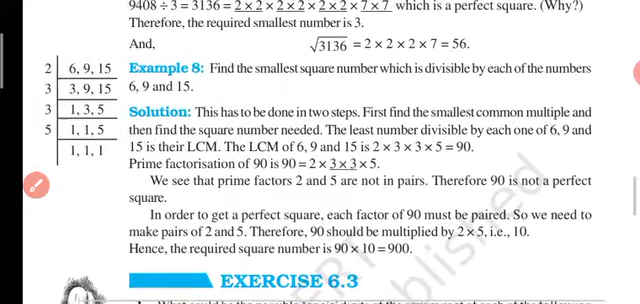 9408 ÷ 3 = 3136 = 2 × 2 × 2 × 2 × 2 × 2 × 7 × 7 which is a perfect square. (Why?)
Therefore, the required smallest number is 3.
And, √3136 = 2 × 2 × 2 × 7 = 56.
Example 8: Find the smallest square number which is divisible by each of the numbers
6, 9 and 15.
2 | 6, 9, 15
3 | 3, 9, 15
3 | 1, 3, 5
5 | 1, 1, 5
1, 1, 1
Solution: This has to be done in two steps. First find the smallest common multiple and
then find the square number needed. The least number divisible by each one of 6, 9 and
15 is their LCM. The LCM of 6, 9 and 15 is 2 × 3 × 3 × 5 = 90.
Prime factorisation of 90 is 90 = 2 × 3 × 3 × 5.
We see that prime factors 2 and 5 are not in pairs. Therefore 90 is not a perfect
square.
In order to get a perfect square, each factor of 90 must be paired. So we need to
make pairs of 2 and 5. Therefore, 90 should be multiplied by 2 × 5, i.e., 10.
Hence, the required square number is 90 × 10 = 900.
EXERCISE 6.3